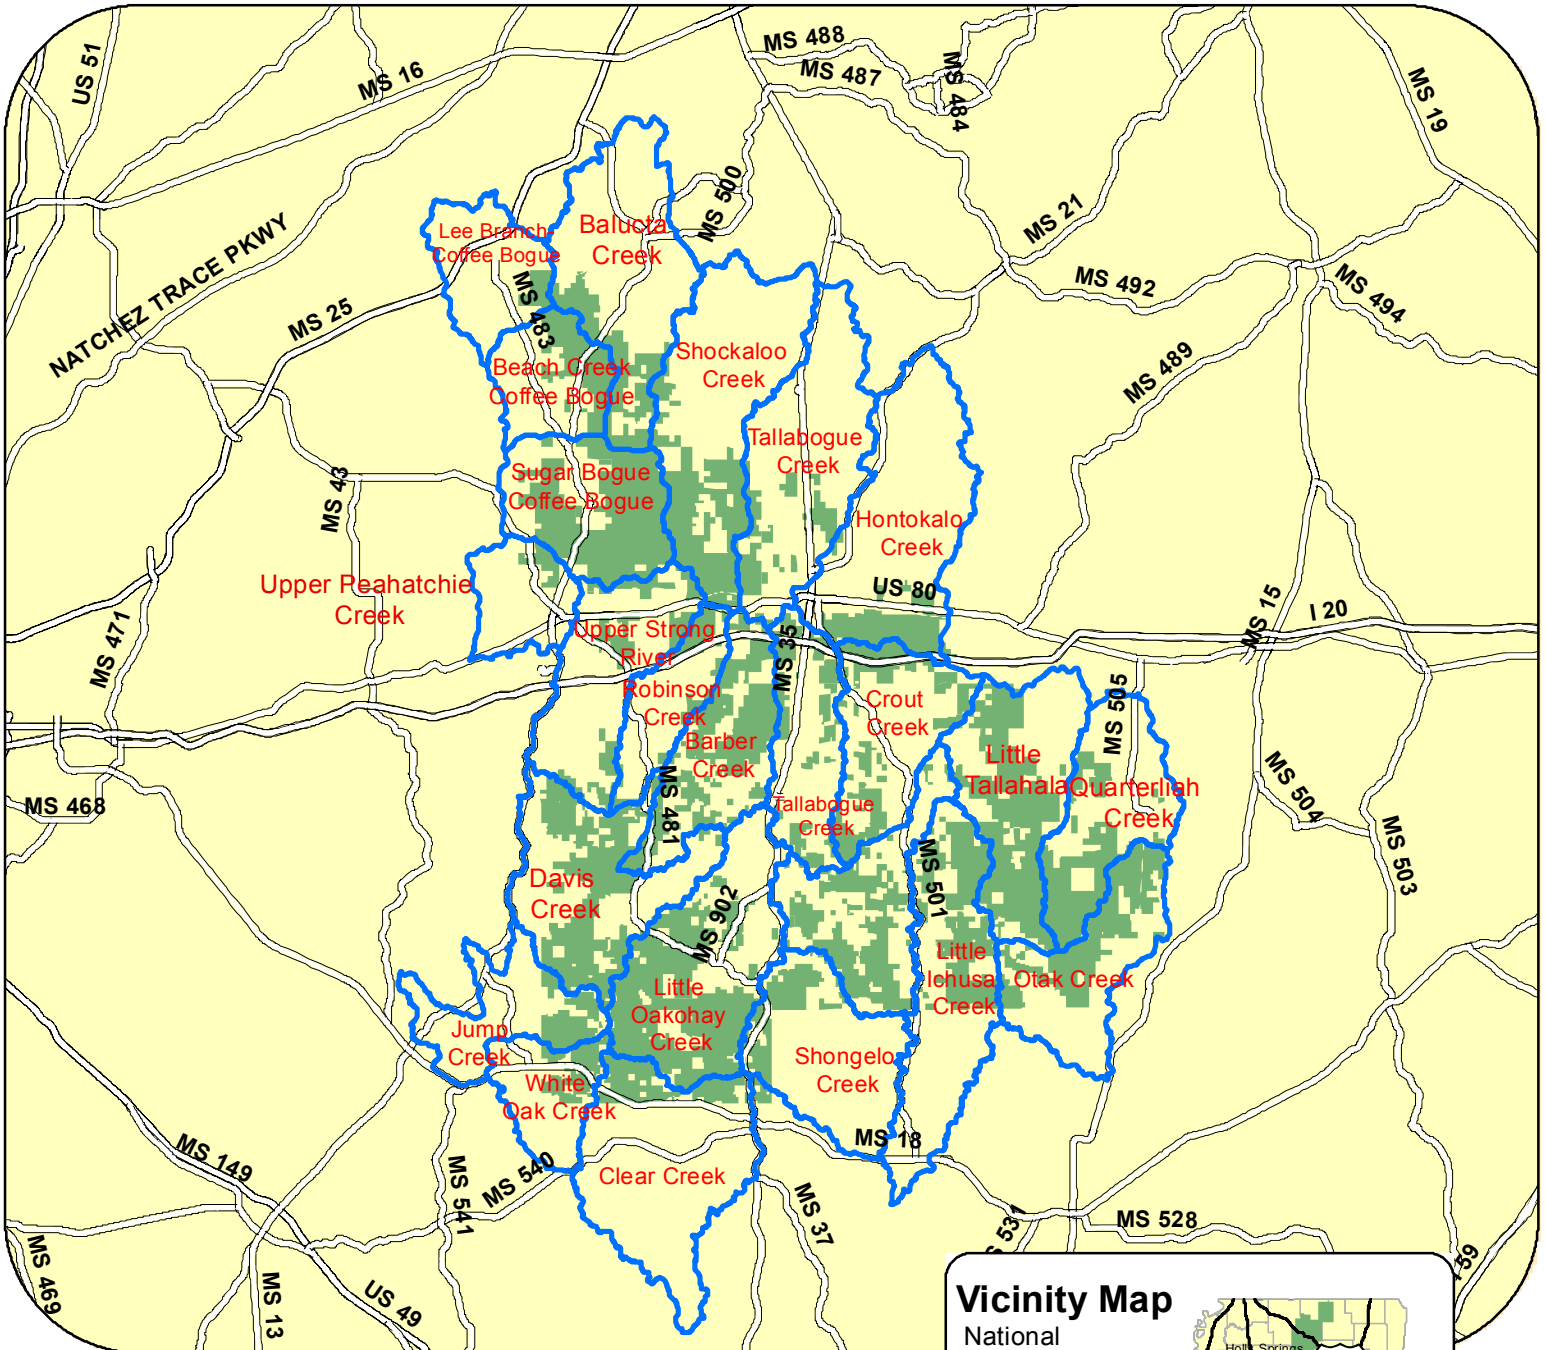 MS 488
US 51
MS 16
MS 487
MS 484
MS 19
MS 500
MS 21
NATCHEZ TRACE PKWY
Lee Branch-
Coffee Bogue
Balucta
Creek
MS 25
MS 483
MS 492
MS 494
Beach Creek
Coffee Bogue
Shockaloo
Creek
MS 489
Tallabogue
Creek
MS 43
Sugar Bogue
Coffee Bogue
Hontokalo
Creek
Upper Peahatchie
Creek
US 80
MS 15
I 20
MS 471
Upper Strong
River
MS 35
Robinson
Creek
Crout
Creek
MS 505
Barber
Creek
Little
Tallahala
Quarterliah
Creek
MS 468
MS 481
Tallabogue
Creek
MS 504
MS 503
Davis
Creek
MS 501
MS 902
Little
Ichusa
Creek
Otak Creek
Little
Oakohay
Creek
Jump
Creek
Shongelo
Creek
White
Oak Creek
MS 18
MS 149
MS 540
MS 541
Clear Creek
MS 37
MS 528
S 531
59
MS 469
MS 13
US 49
Vicinity Map
National
Holly Springs